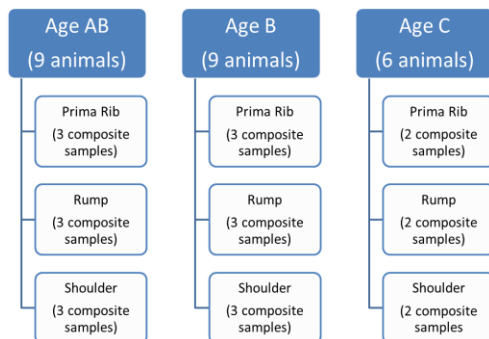 Age AB
(9 animals)
Prima Rib
(3 composite
samples)
Rump
(3 composite
samples)
Shoulder
(3 composite
samples)
Age B
(9 animals)
Prima Rib
(3 composite
samples)
Rump
(3 composite
samples)
Shoulder
(3 composite
samples)
Age C
(6 animals)
Prima Rib
(2 composite
samples)
Rump
(2 composite
samples)
Shoulder
(2 composite
samples